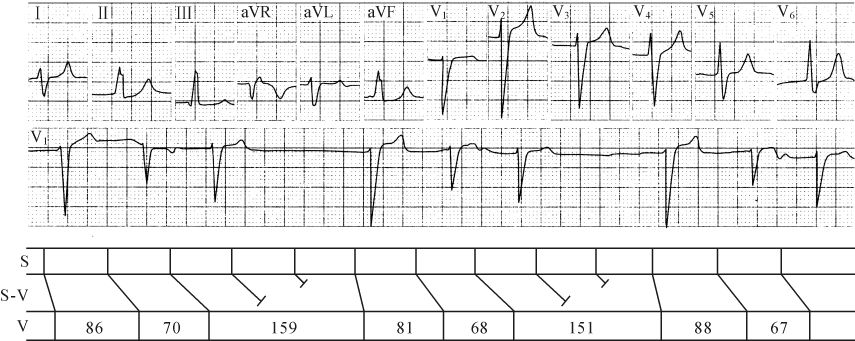 I II III aVR aVL aVF V₁ V₂ V₃ V₄ V₅ V₆
V₁
S
S-V
V 86 70 159 81 68 151 88 67